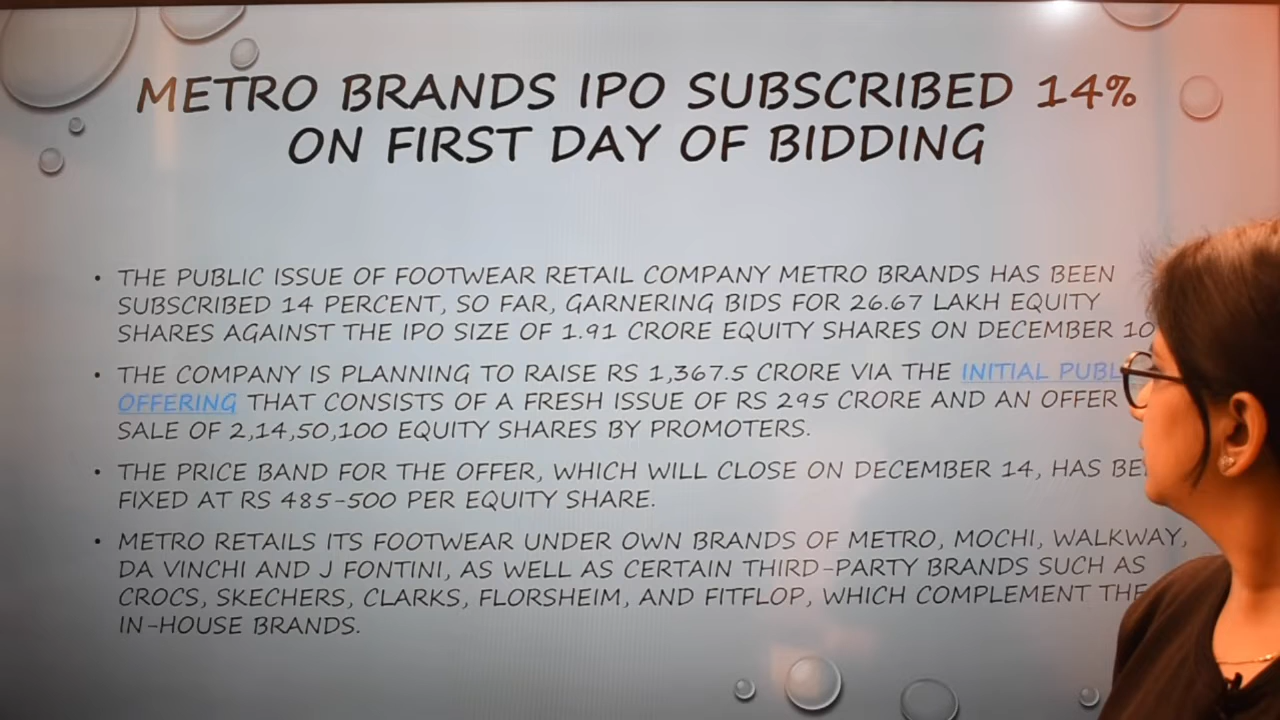 METRO BRANDS IPO SUBSCRIBED 14%
ON FIRST DAY OF BIDDING
• THE PUBLIC ISSUE OF FOOTWEAR RETAIL COMPANY METRO BRANDS HAS BEEN
SUBSCRIBED 14 PERCENT, SO FAR, GARNERING BIDS FOR 26.67 LAKH EQUITY
SHARES AGAINST THE IPO SIZE OF 1.91 CRORE EQUITY SHARES ON DECEMBER 10
• THE COMPANY IS PLANNING TO RAISE RS 1,367.5 CRORE VIA THE INITIAL
OFFERING THAT CONSISTS OF A FRESH ISSUE OF RS 295 CRORE AND AN OFFER
SALE OF 2,14,50,100 EQUITY SHARES BY PROMOTERS.
• THE PRICE BAND FOR THE OFFER, WHICH WILL CLOSE ON DECEMBER 14, HAS
FIXED AT RS 485-500 PER EQUITY SHARE.
• METRO RETAILS ITS FOOTWEAR UNDER OWN BRANDS OF METRO, MOCHI, WALKWAY,
DA VINCHI AND J FONTINI, AS WELL AS CERTAIN THIRD-PARTY BRANDS SUCH AS
CROCS, SKECHERS, CLARKS, FLORSHEIM, AND FITFLOP, WHICH COMPLEMENT THE
IN-HOUSE BRANDS.